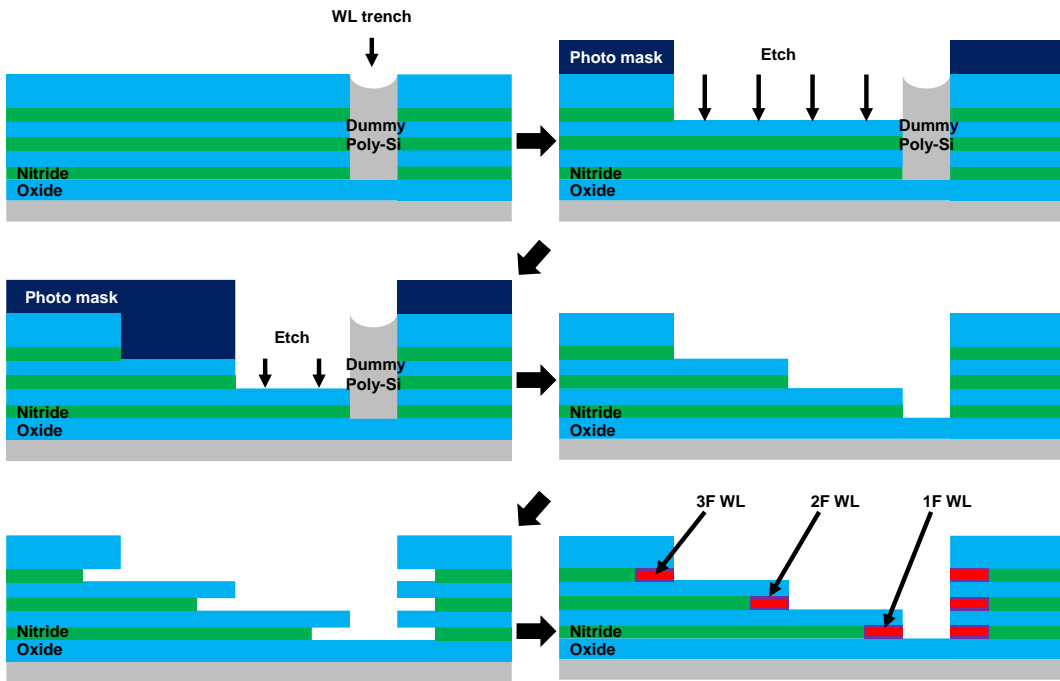 WL trench
Dummy
Poly-Si
Nitride
Oxide
Photo mask
Etch
Dummy
Poly-Si
Nitride
Oxide
Photo mask
Etch
Dummy
Poly-Si
Nitride
Oxide
Nitride
Oxide
Nitride
Oxide
3F WL
2F WL
1F WL
Nitride
Oxide